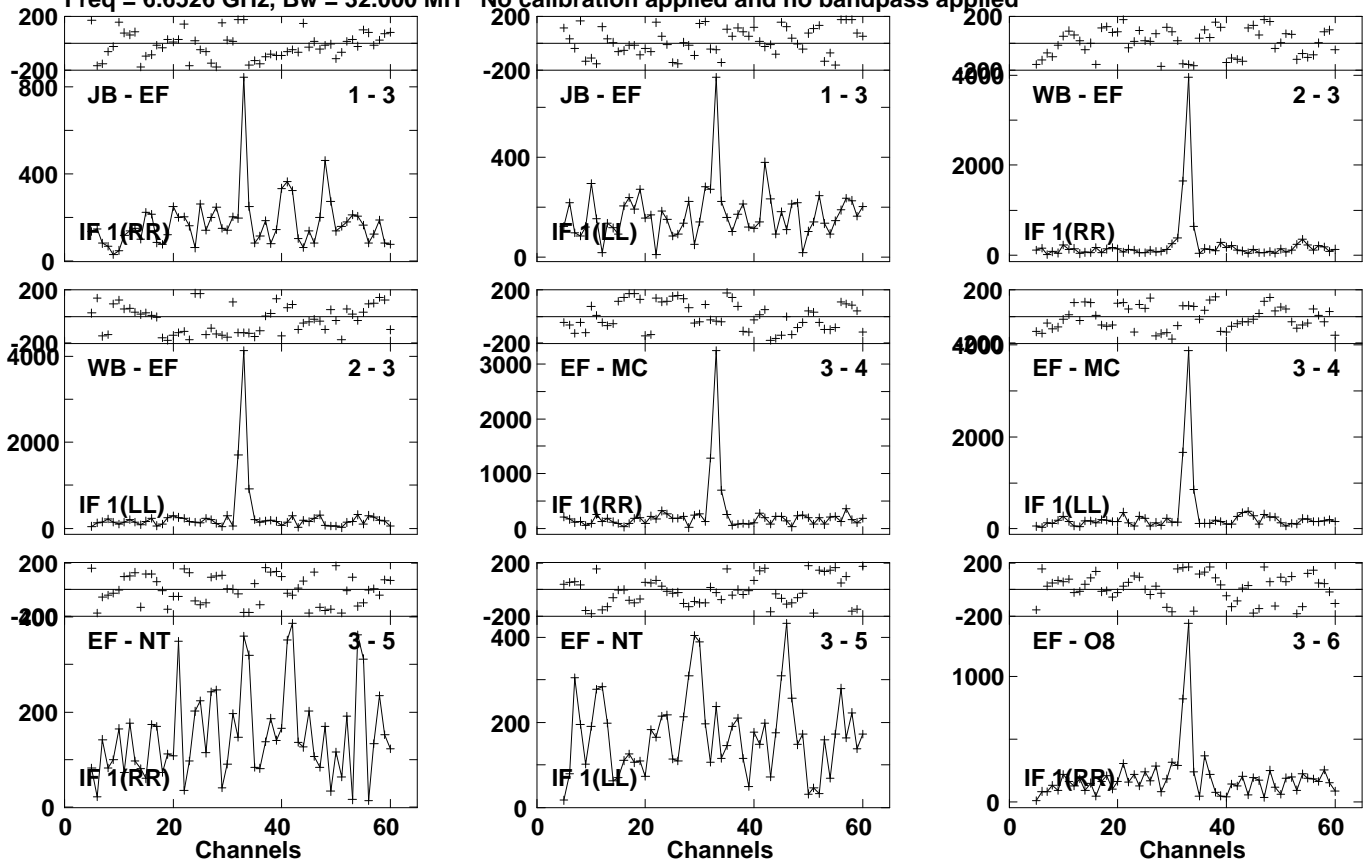 Freq = 6.6526 GHz, Bw = 32.000 MH No calibration applied and no bandpass applied
200
-200
800
400
0
JB - EF 1 - 3
IF 1(RR)
200
-200
400
0
JB - EF 1 - 3
IF 1(LL)
200
-200
4000
2000
0
WB - EF 2 - 3
IF 1(RR)
200
-200
4000
2000
0
WB - EF 2 - 3
IF 1(LL)
200
-200
3000
2000
1000
0
EF - MC 3 - 4
IF 1(RR)
200
-200
4000
2000
0
EF - MC 3 - 4
IF 1(LL)
200
-200
400
200
0
EF - NT 3 - 5
IF 1(RR)
0 20 40 60
Channels
200
-200
400
200
0
EF - NT 3 - 5
IF 1(LL)
0 20 40 60
Channels
200
-200
1000
0
EF - O8 3 - 6
IF 1(RR)
0 20 40 60
Channels